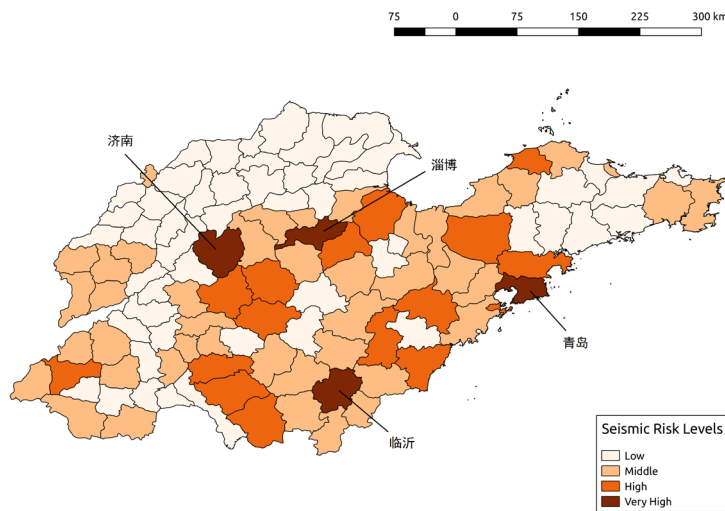 75 0 75 150 225 300 km
济南
淄博
青岛
临沂
Seismic Risk Levels
Low
Middle
High
Very High